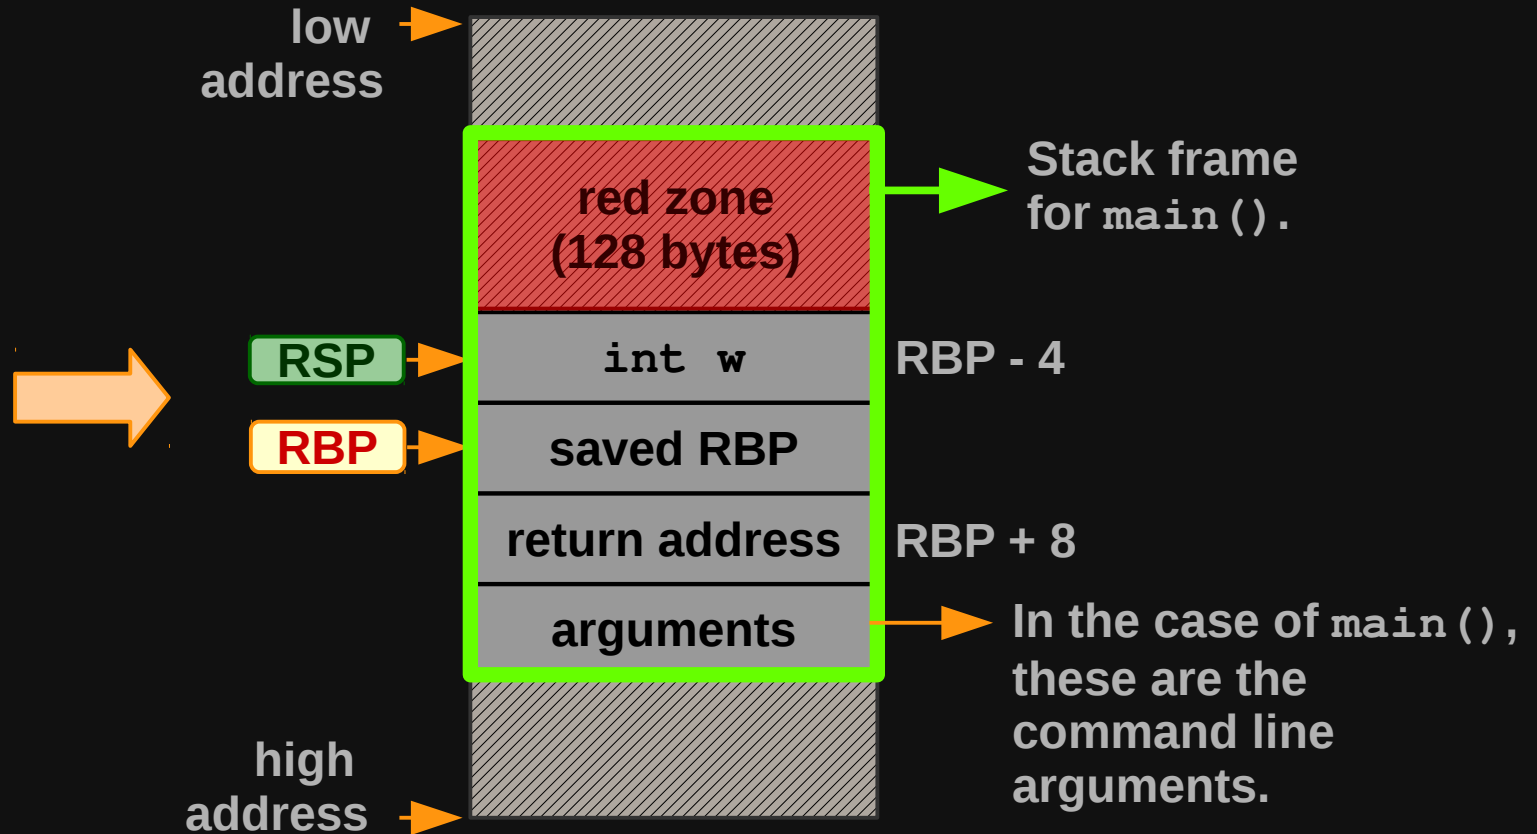 low
address
red zone
(128 bytes)
Stack frame
for main().
RSP
int w
RBP - 4
RBP
saved RBP
return address
RBP + 8
arguments
In the case of main(),
these are the
command line
arguments.
high
address